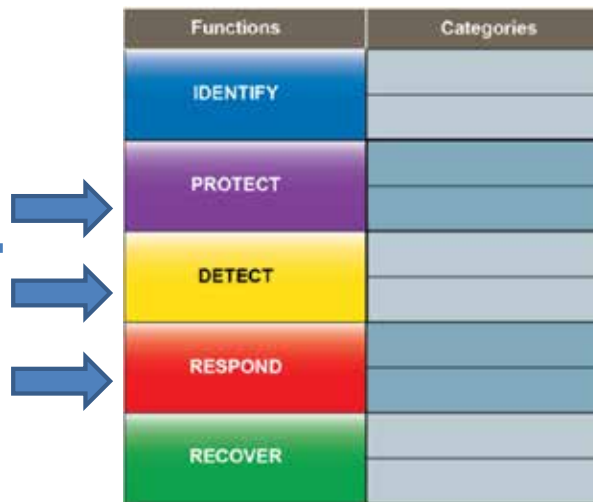 Functions Categories
IDENTIFY
PROTECT
DETECT
RESPOND
RECOVER